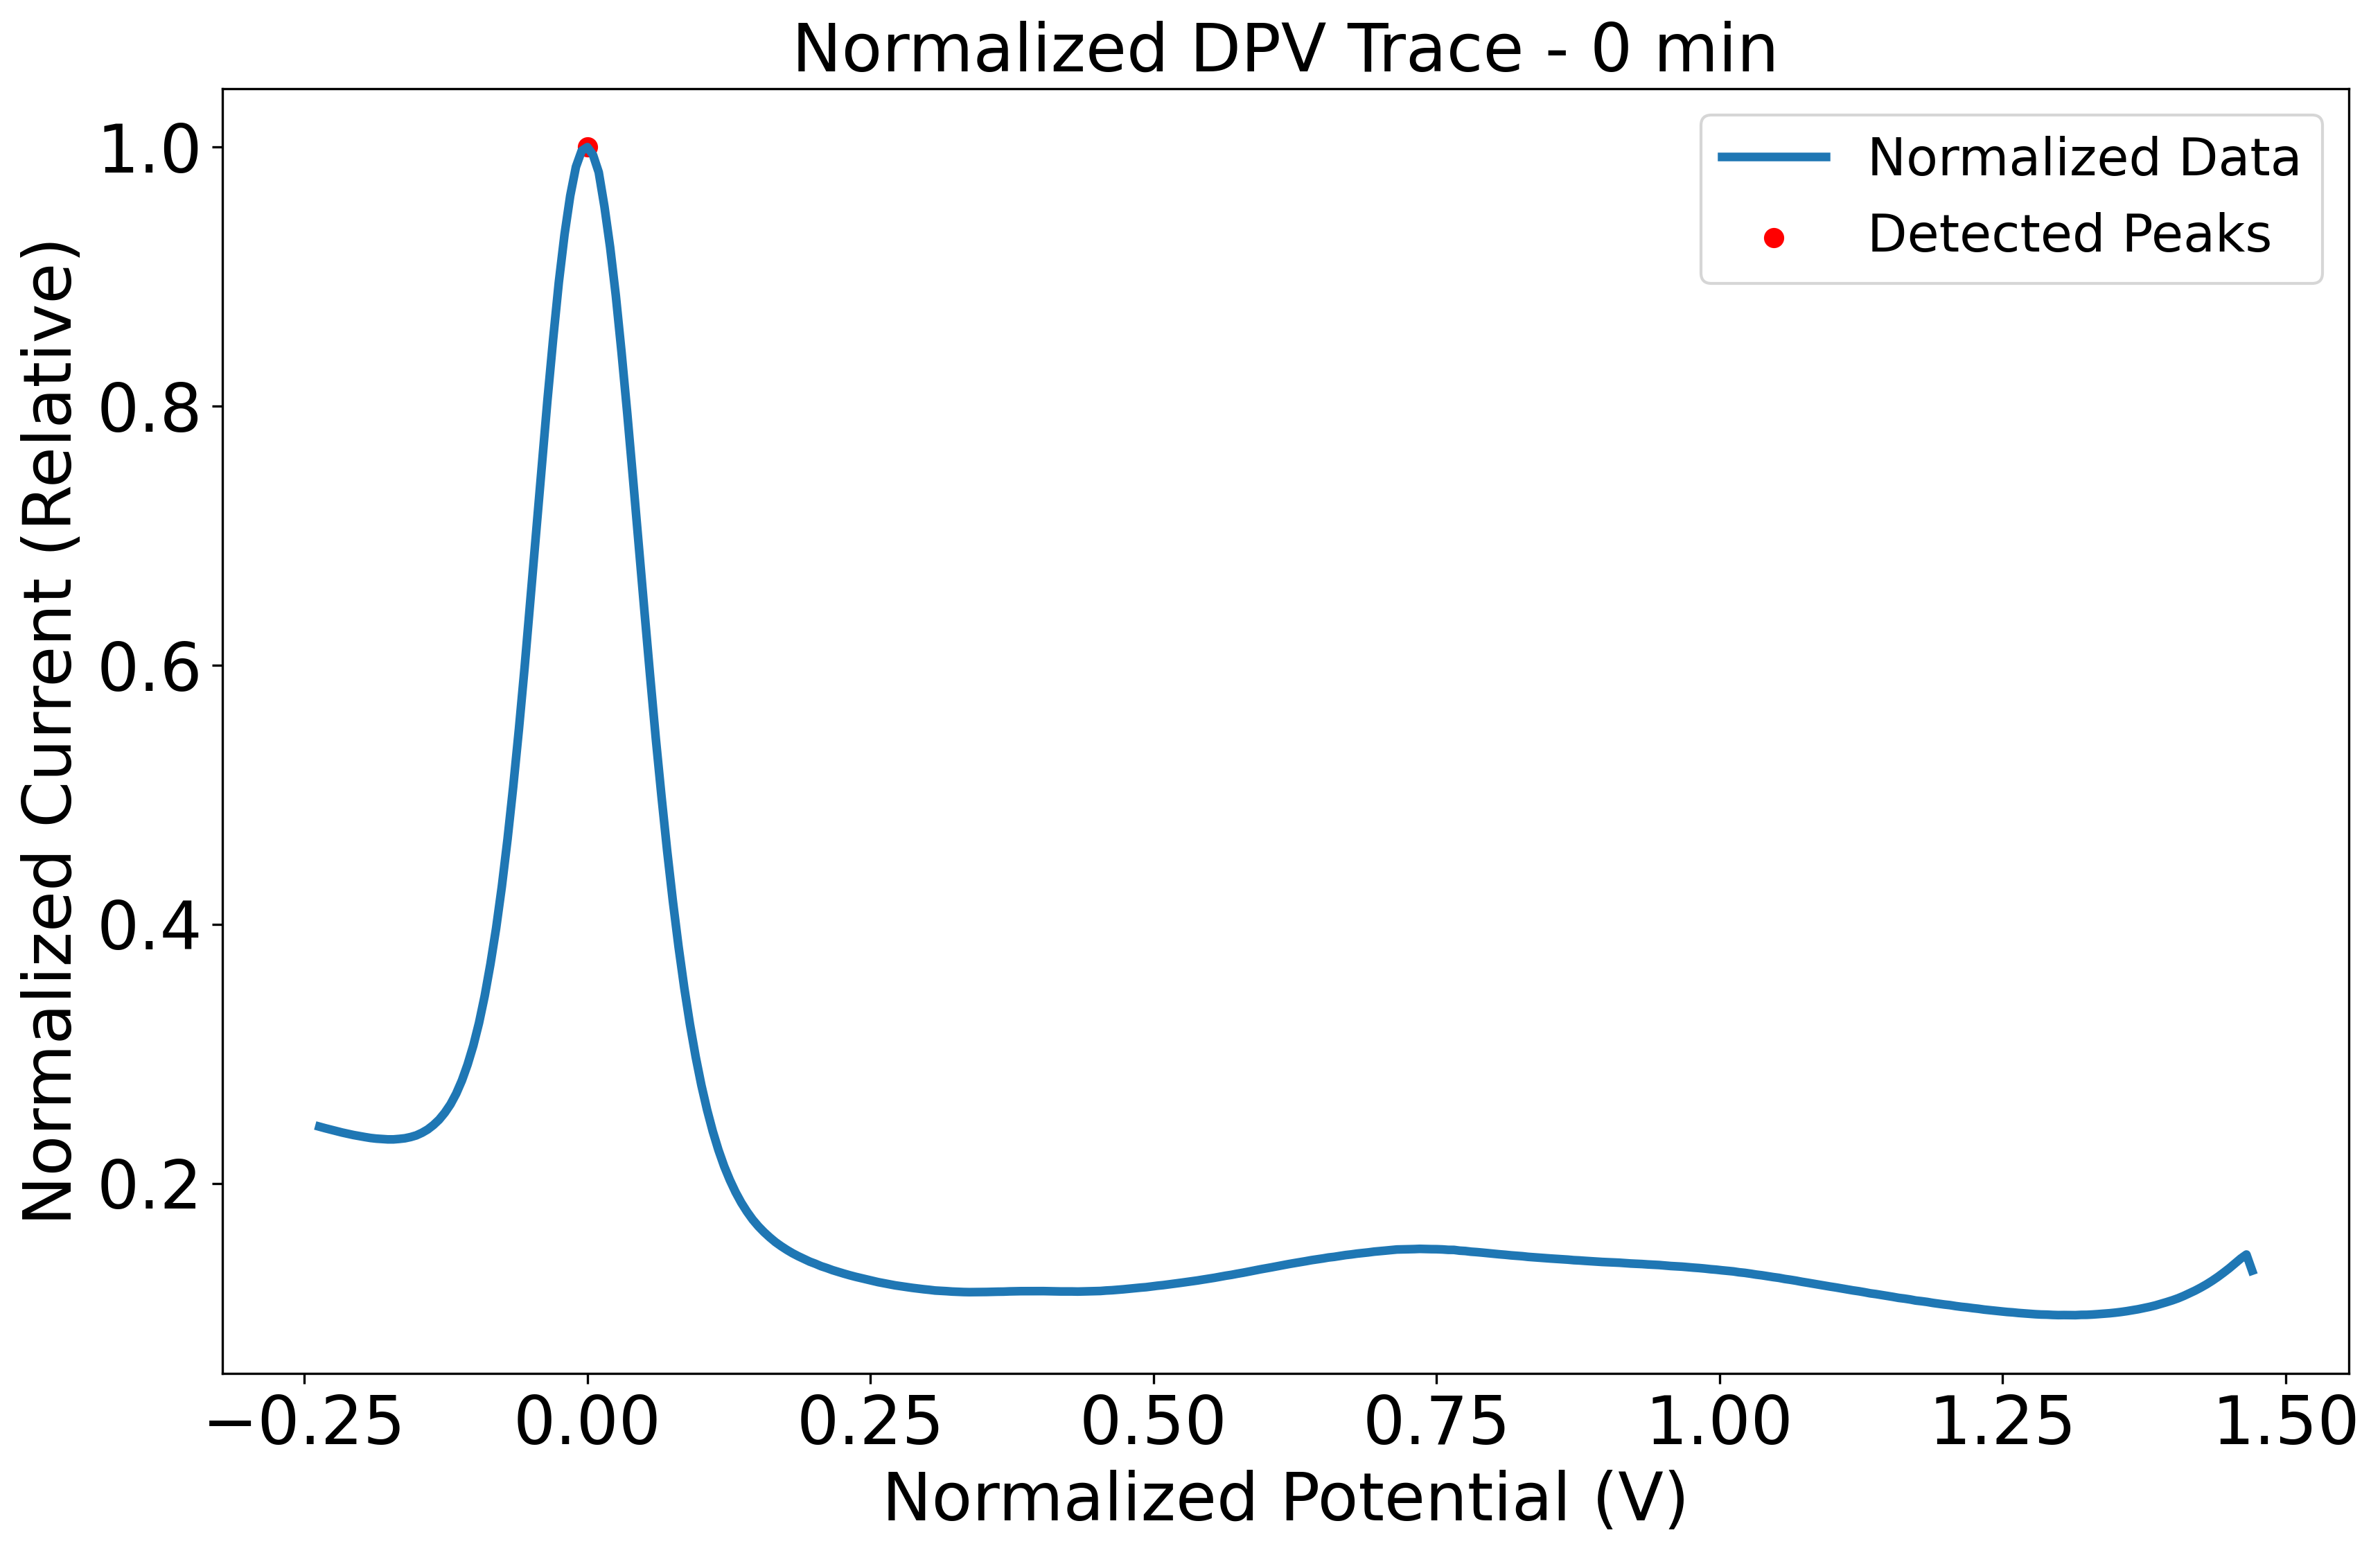 Normalized DPV Trace - 0 min
Normalized Data
Detected Peaks
Normalized Current (Relative)
1.0
0.8
0.6
0.4
0.2
−0.25
0.00
0.25
0.50
0.75
1.00
1.25
1.50
Normalized Potential (V)